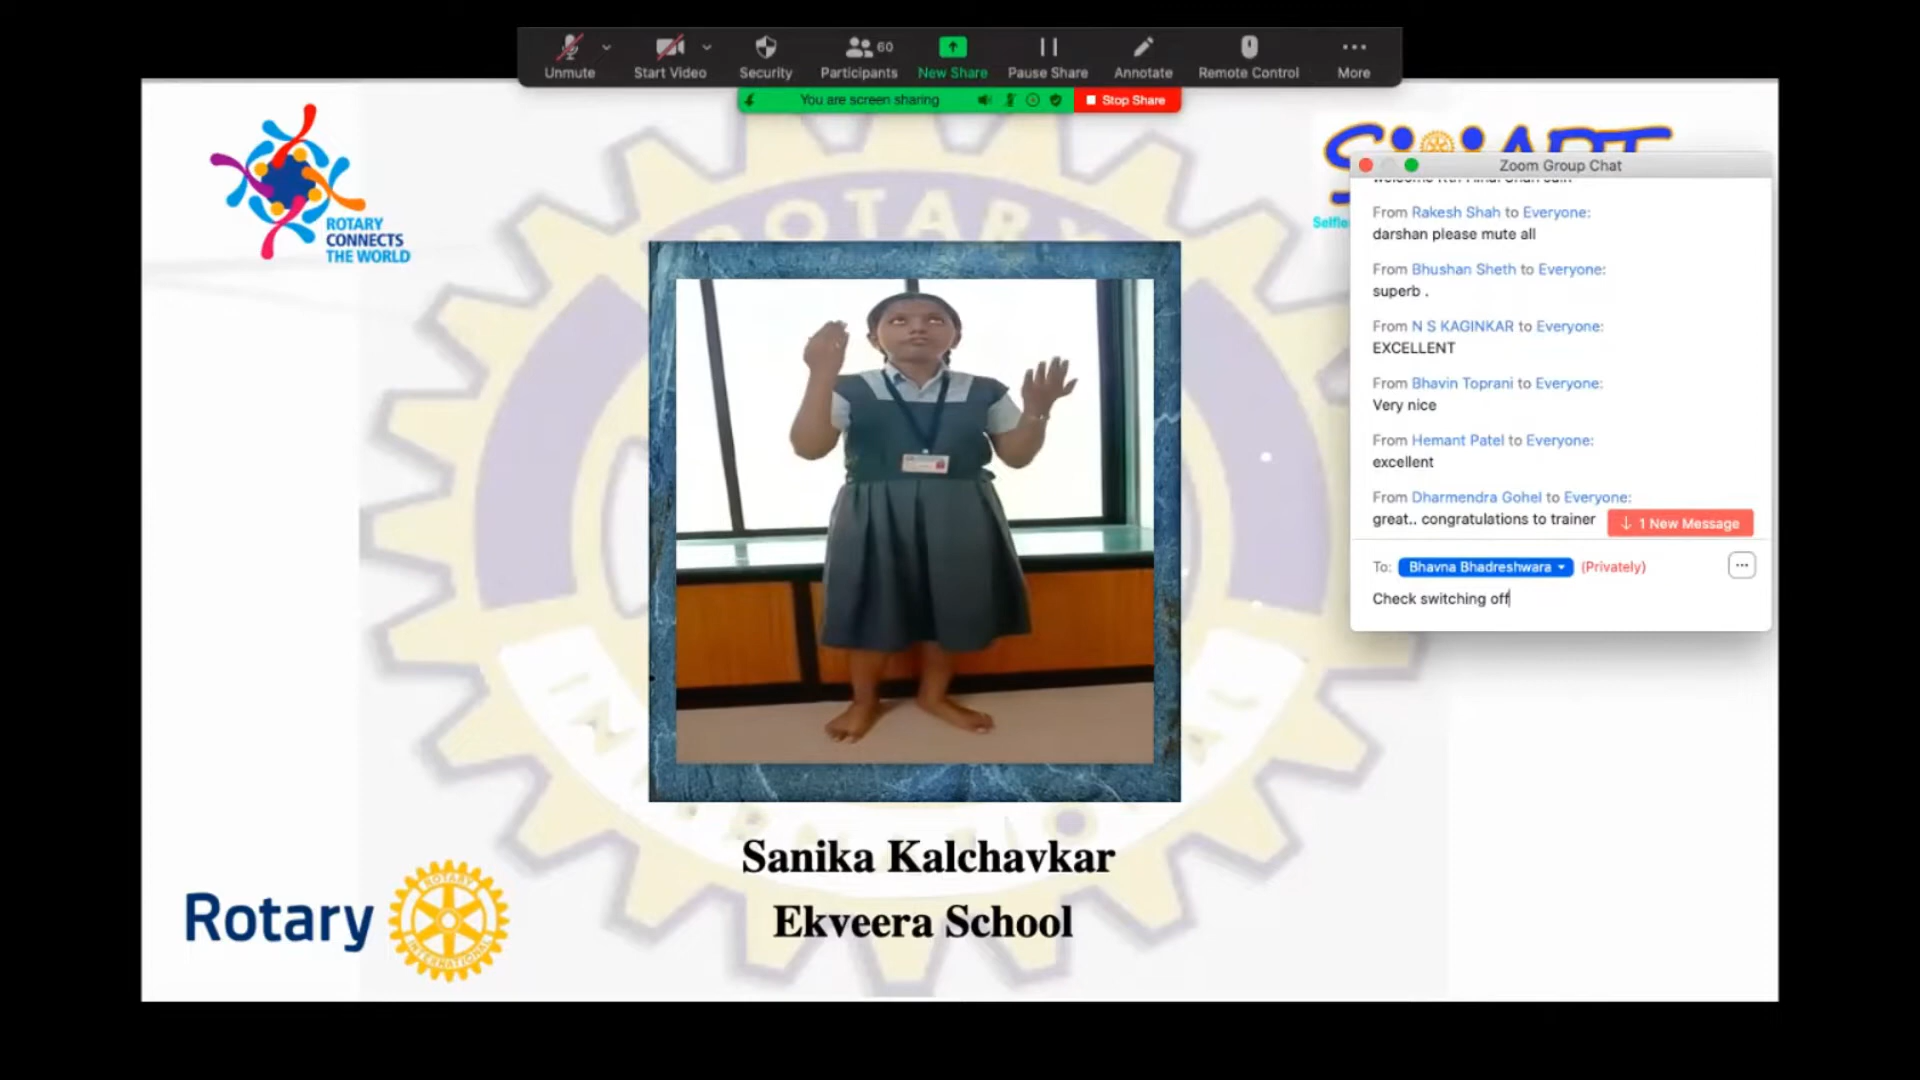 Unmute
Start Video
Security
60
Participants
New Share
Pause Share
Annotate
Remote Control
More
You are screen sharing
Stop Share
ROTARY
CONNECTS
THE WORLD
ROTARY
Selfle
Zoom Group Chat
From Rakesh Shah to Everyone:
darshan please mute all
From Bhushan Sheth to Everyone:
superb .
From N S KAGINKAR to Everyone:
EXCELLENT
From Bhavin Toprani to Everyone:
Very nice
From Hemant Patel to Everyone:
excellent
From Dharmendra Gohel to Everyone:
great.. congratulations to trainer
1 New Message
To: Bhavna Bhadreshwara (Privately)
Check switching off
Sanika Kalchavkar
Ekveera School
Rotary
ROTARY
INTERNATIONAL